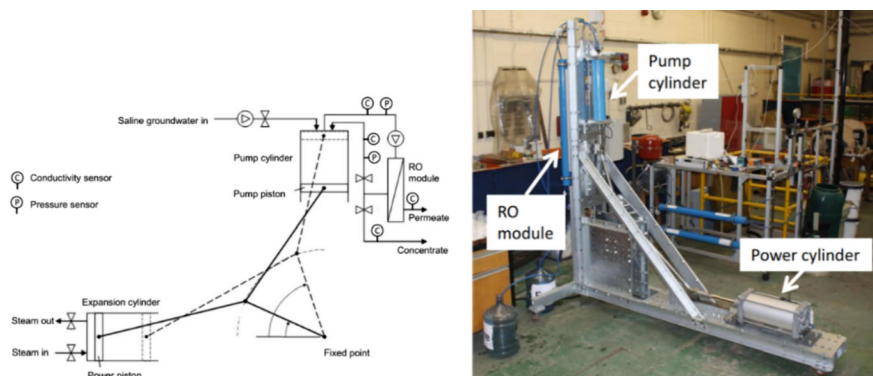 Saline groundwater in
C
P
Pump cylinder
C
P
RO
module
C Conductivity sensor
Pump piston
P Pressure sensor
C
Permeate
C
Concentrate
Expansion cylinder
Steam out
Steam in
Fixed point
Power piston
Pump
cylinder
RO
module
Power cylinder